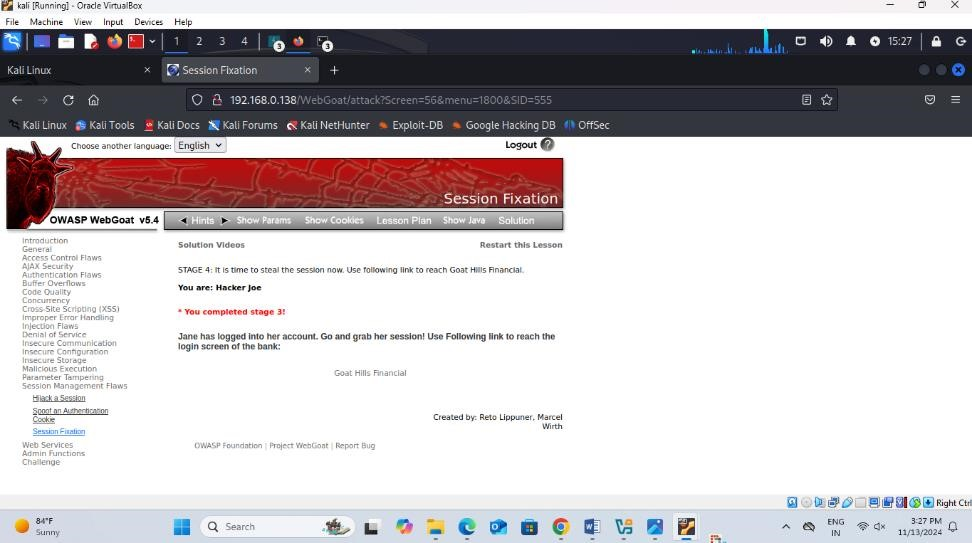 kali [Running] - Oracle VirtualBox
File Machine View Input Devices Help
1 2 3 4 3 3 15:27
Kali Linux Session Fixation
192.168.0.138/WebGoat/attack?Screen=56&menu=1800&SID=555
Kali Linux Kali Tools Kali Docs Kali Forums Kali NetHunter Exploit-DB Google Hacking DB OffSec
Choose another language: English Logout ?
Session Fixation
OWASP WebGoat v5.4 Hints Show Params Show Cookies Lesson Plan Show Java Solution
Introduction
General
Access Control Flaws
AJAX Security
Authentication Flaws
Buffer Overflows
Code Quality
Concurrency
Cross-Site Scripting (XSS)
Improper Error Handling
Injection Flaws
Denial of Service
Insecure Communication
Insecure Configuration
Insecure Storage
Malicious Execution
Parameter Tampering
Session Management Flaws
Hijack a Session
Spoof an Authentication
Cookie
Session Fixation
Web Services
Admin Functions
Challenge
Solution Videos Restart this Lesson
STAGE 4: It is time to steal the session now. Use following link to reach Goat Hills Financial.
You are: Hacker Joe
* You completed stage 3!
Jane has logged into her account. Go and grab her session! Use Following link to reach the
login screen of the bank:
Goat Hills Financial
Created by: Reto Lippuner, Marcel
Wirth
OWASP Foundation | Project WebGoat | Report Bug
Right Ctrl
84°F
Sunny
Search
ENG
IN
3:27 PM
11/13/2024